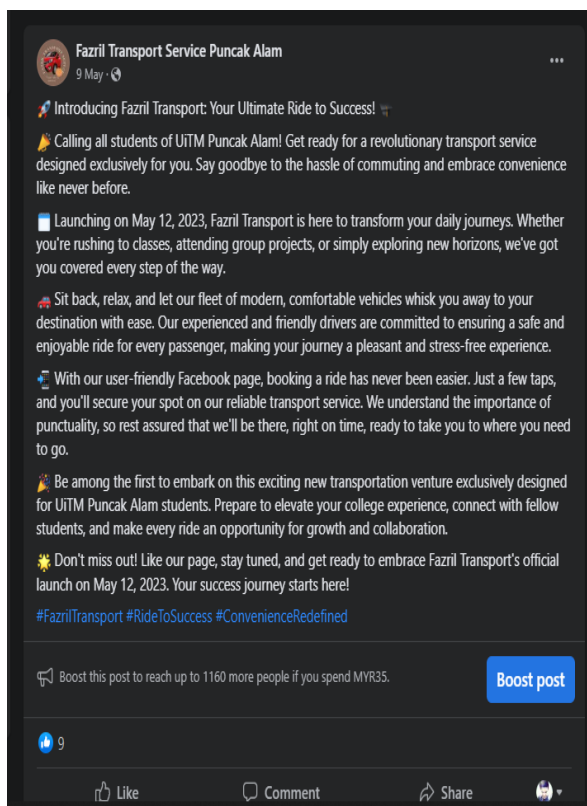 Fazril Transport Service Puncak Alam
9 May ·
🚀 Introducing Fazril Transport: Your Ultimate Ride to Success!
🎉 Calling all students of UiTM Puncak Alam! Get ready for a revolutionary transport service
designed exclusively for you. Say goodbye to the hassle of commuting and embrace convenience
like never before.
🗓️ Launching on May 12, 2023, Fazril Transport is here to transform your daily journeys. Whether
you're rushing to classes, attending group projects, or simply exploring new horizons, we've got
you covered every step of the way.
🚗 Sit back, relax, and let our fleet of modern, comfortable vehicles whisk you away to your
destination with ease. Our experienced and friendly drivers are committed to ensuring a safe and
enjoyable ride for every passenger, making your journey a pleasant and stress-free experience.
📲 With our user-friendly Facebook page, booking a ride has never been easier. Just a few taps,
and you'll secure your spot on our reliable transport service. We understand the importance of
punctuality, so rest assured that we'll be there, right on time, ready to take you to where you need
to go.
🎉 Be among the first to embark on this exciting new transportation venture exclusively designed
for UiTM Puncak Alam students. Prepare to elevate your college experience, connect with fellow
students, and make every ride an opportunity for growth and collaboration.
🌟 Don't miss out! Like our page, stay tuned, and get ready to embrace Fazril Transport's official
launch on May 12, 2023. Your success journey starts here!
#FazrilTransport #RideToSuccess #ConvenienceRedefined
Boost this post to reach up to 1160 more people if you spend MYR35.
Boost post
9
Like Comment Share